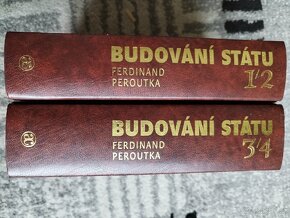 BUDOVÁNÍ STÁTU
FERDINAND
PEROUTKA
1/2
BUDOVÁNÍ STÁTU
FERDINAND
PEROUTKA
3/4